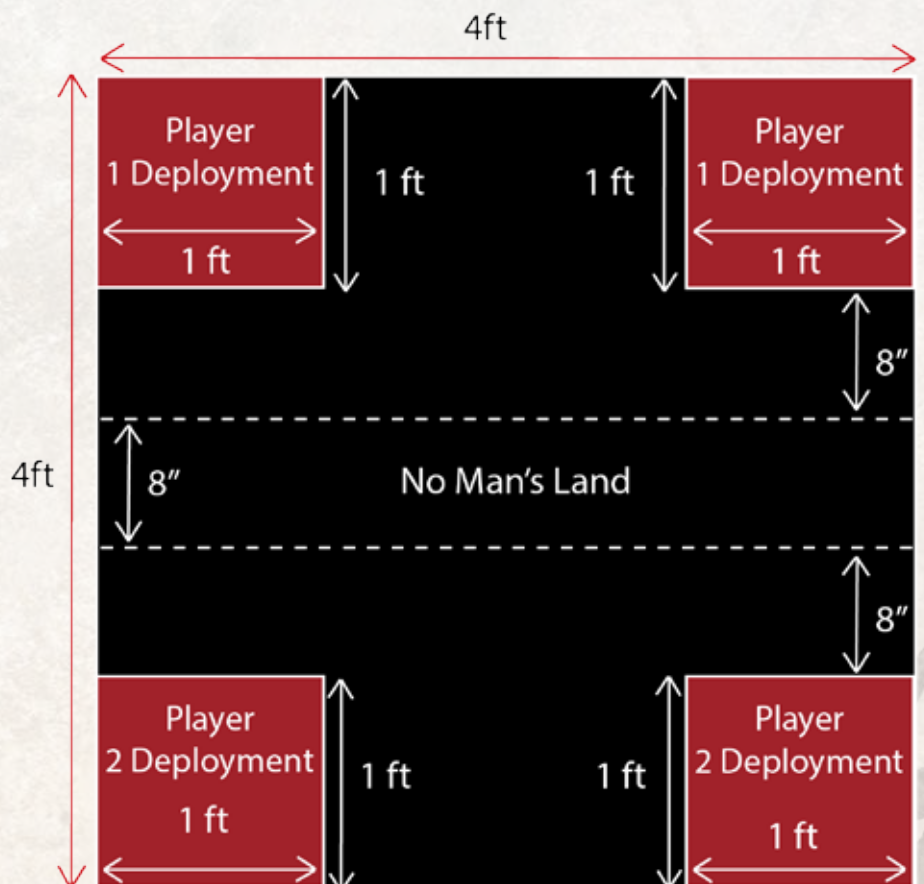 4ft
Player
1 Deployment
1 ft
1 ft
1 ft
Player
1 Deployment
1 ft
8”
4ft
8”
No Man’s Land
8”
Player
2 Deployment
1 ft
1 ft
1 ft
Player
2 Deployment
1 ft